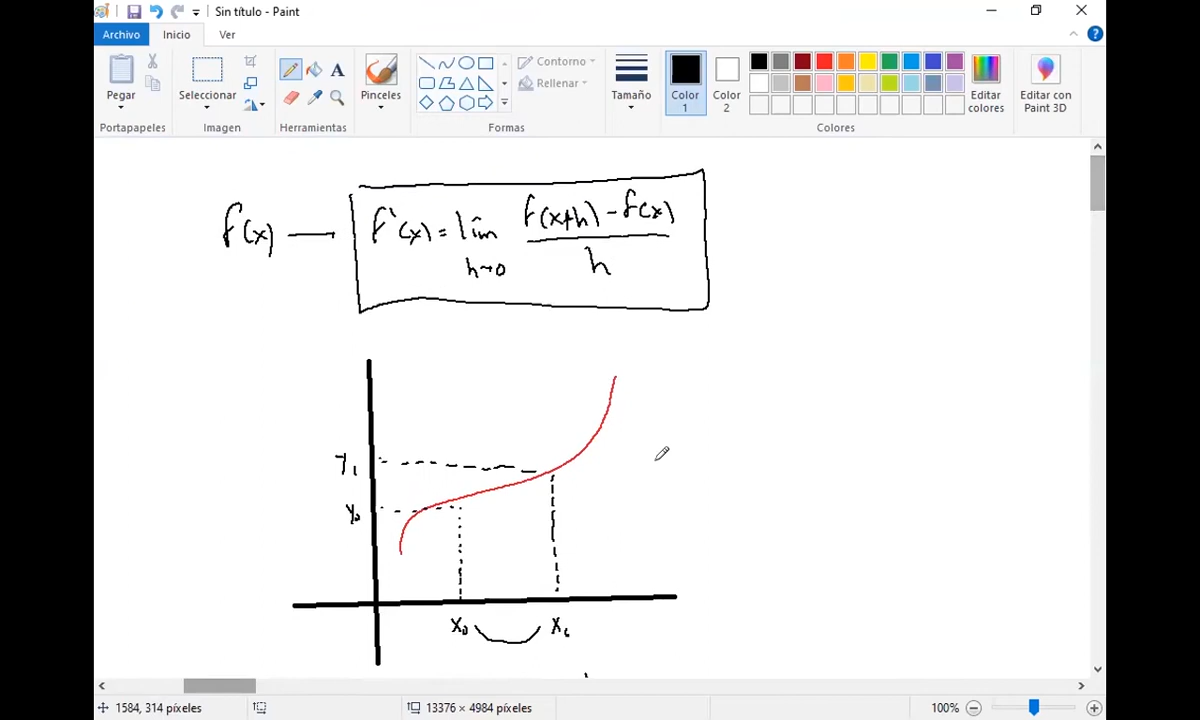 Sin título - Paint
Archivo Inicio Ver
Pegar
Seleccionar
Pinceles
Contorno
Rellenar
Tamaño
Color 1
Color 2
Editar colores
Editar con Paint 3D
Portapapeles Imagen Herramientas Formas Colores
f(x) — f'(x) = lim h→0 f(x+h) - f(x) / h
Y₁
Y₀
X₀ X₁
1584, 314 píxeles 13376 × 4984 píxeles 100%